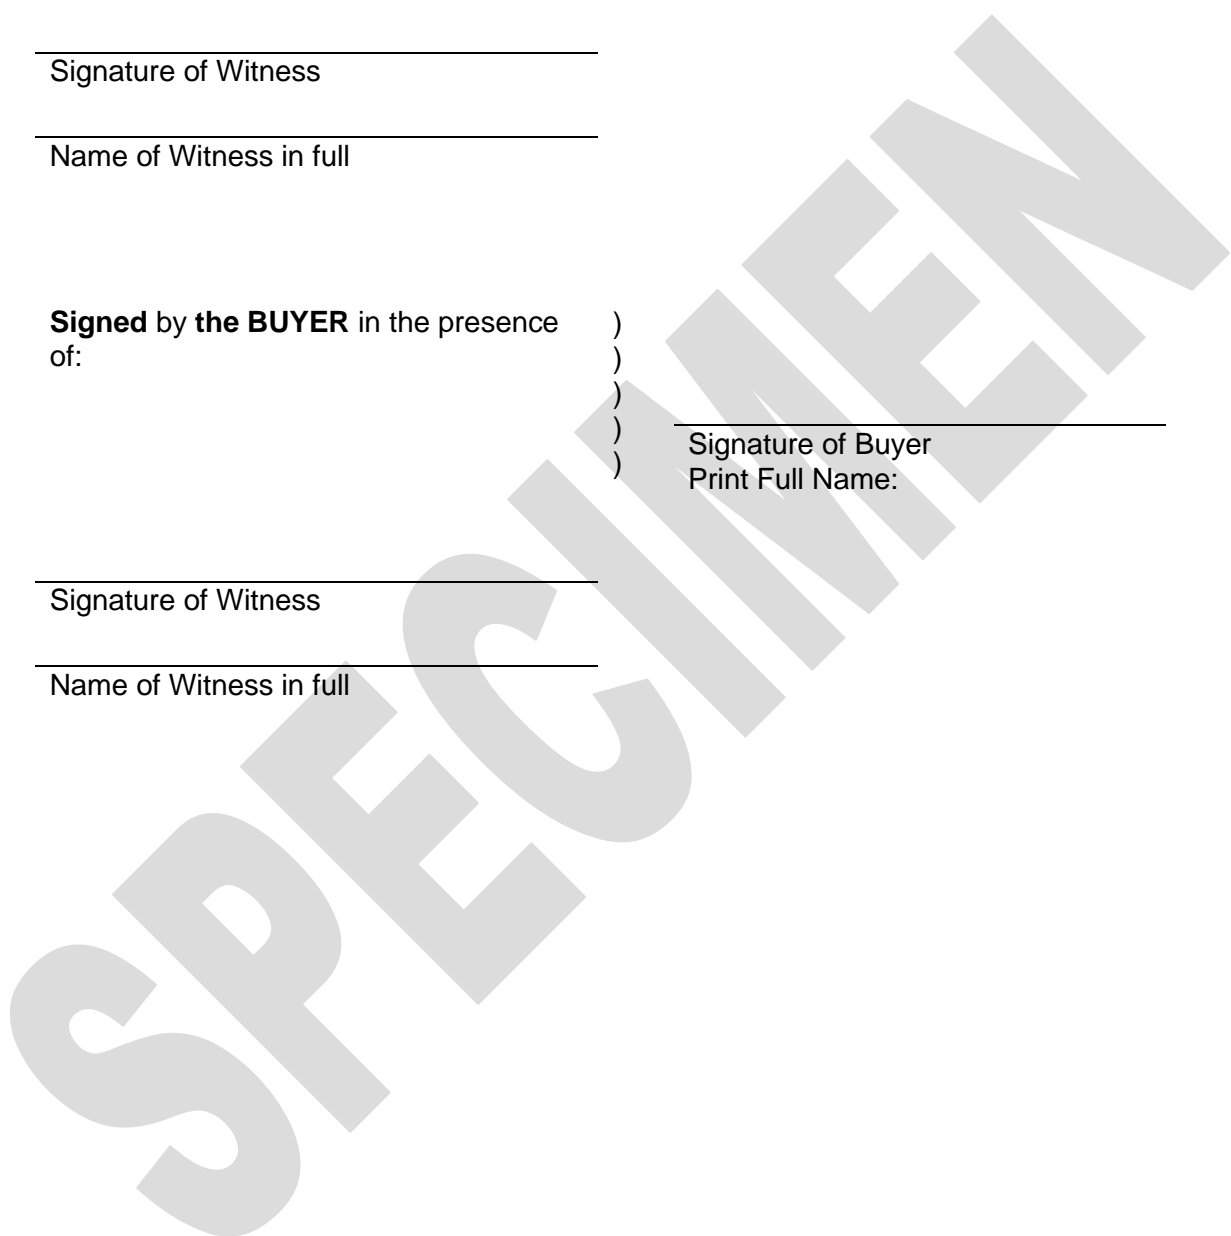 Signature of Witness
Name of Witness in full
Signed by the BUYER in the presence )
of: )
)
)
)
Signature of Buyer
Print Full Name:
Signature of Witness
Name of Witness in full
SPECIMEN